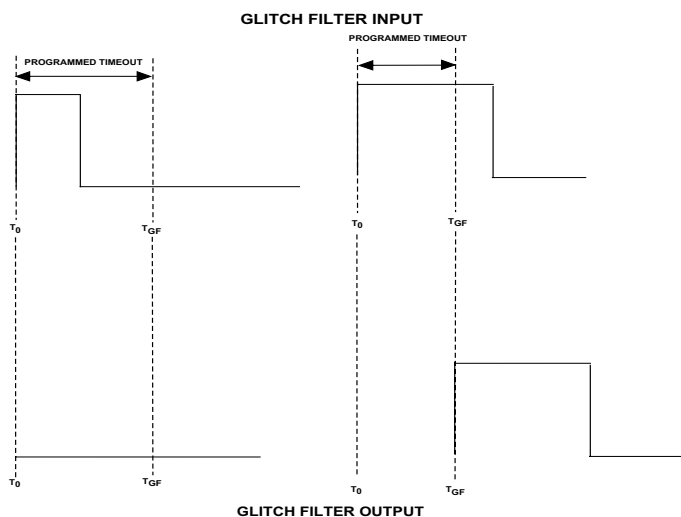 GLITCH FILTER INPUT
PROGRAMMED TIMEOUT
PROGRAMMED TIMEOUT
T0
TGF
T0
TGF
T0
TGF
T0
TGF
GLITCH FILTER OUTPUT